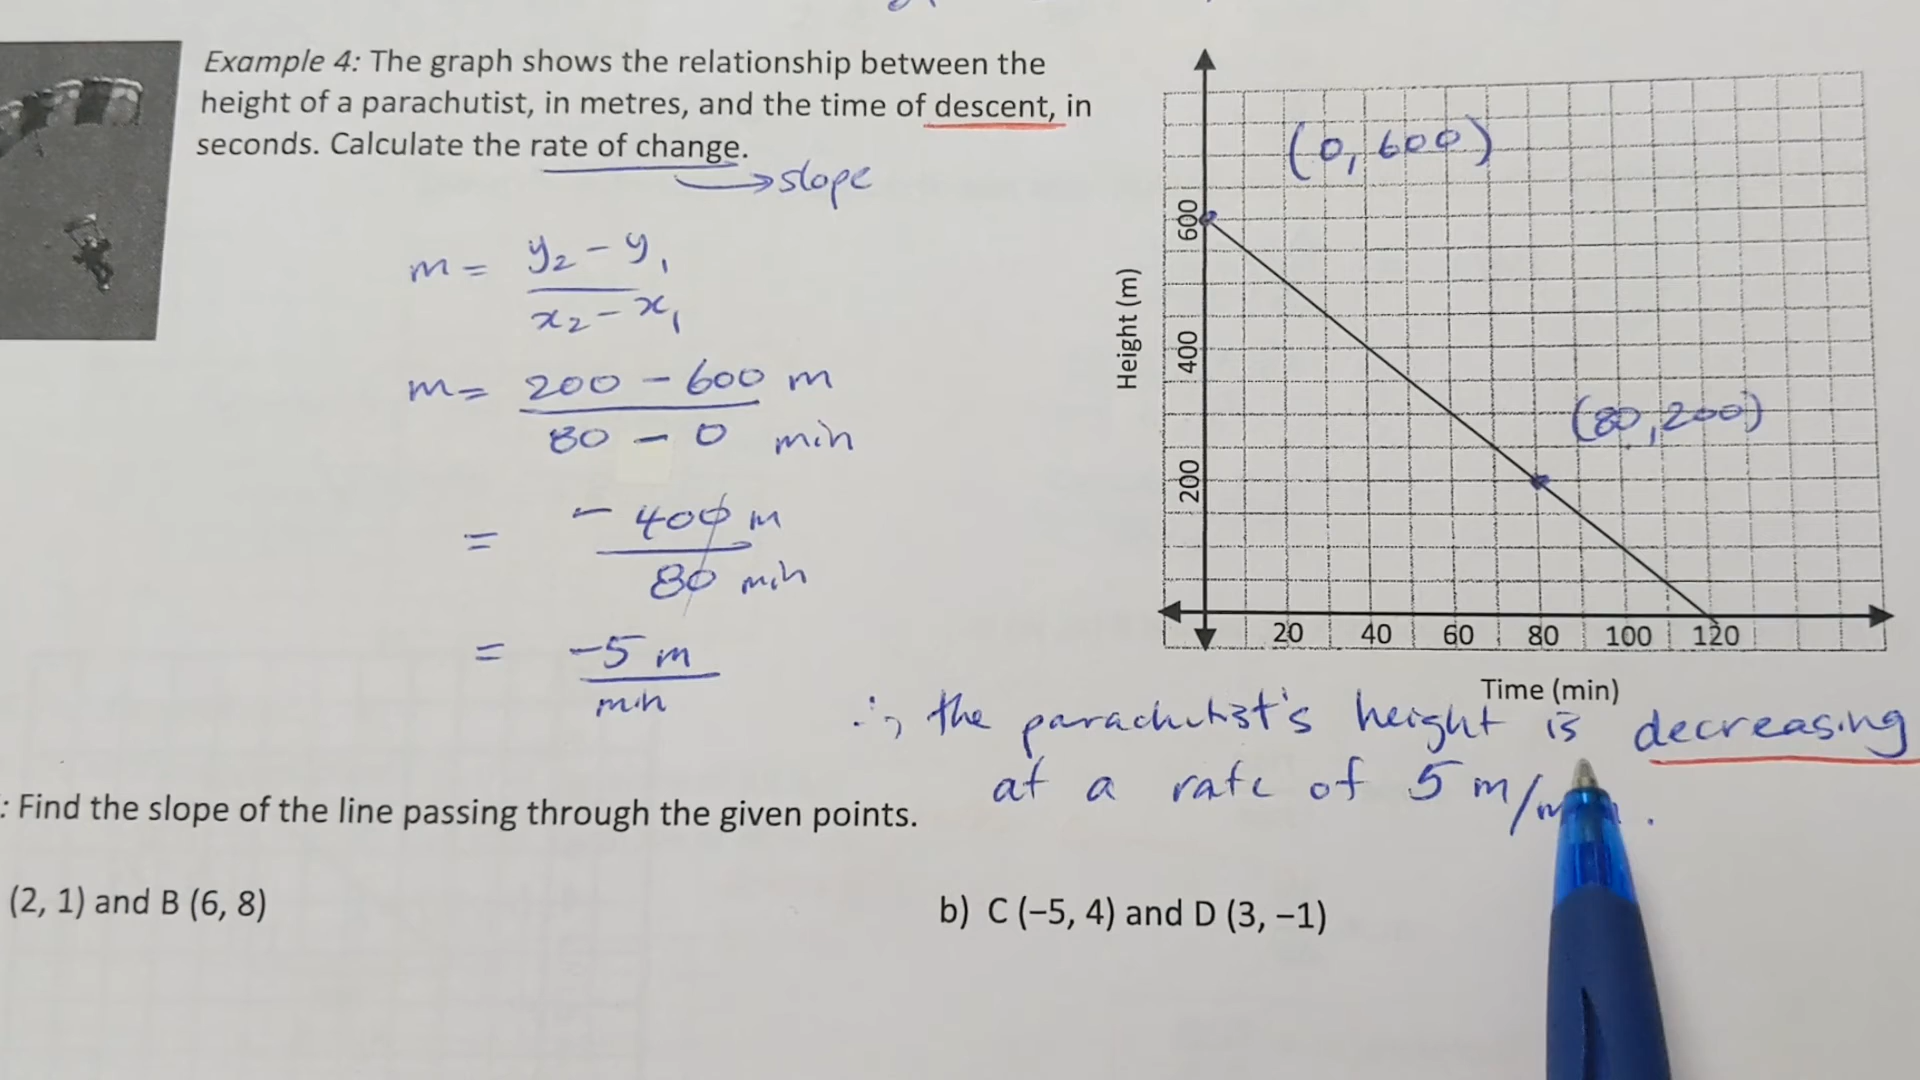 Example 4: The graph shows the relationship between the
height of a parachutist, in metres, and the time of descent, in
seconds. Calculate the rate of change.
slope
m = y₂ - y₁
x₂ - x₁
m = 200 - 600 m
80 - 0 min
= - 400 m
80 min
= -5 m
min
(0, 600)
600
400
200
Height (m)
(80, 200)
20 40 60 80 100 120
Time (min)
∴, the parachutist's height is decreasing
at a rate of 5 m/
: Find the slope of the line passing through the given points.
(2, 1) and B (6, 8)
b) C (−5, 4) and D (3, −1)